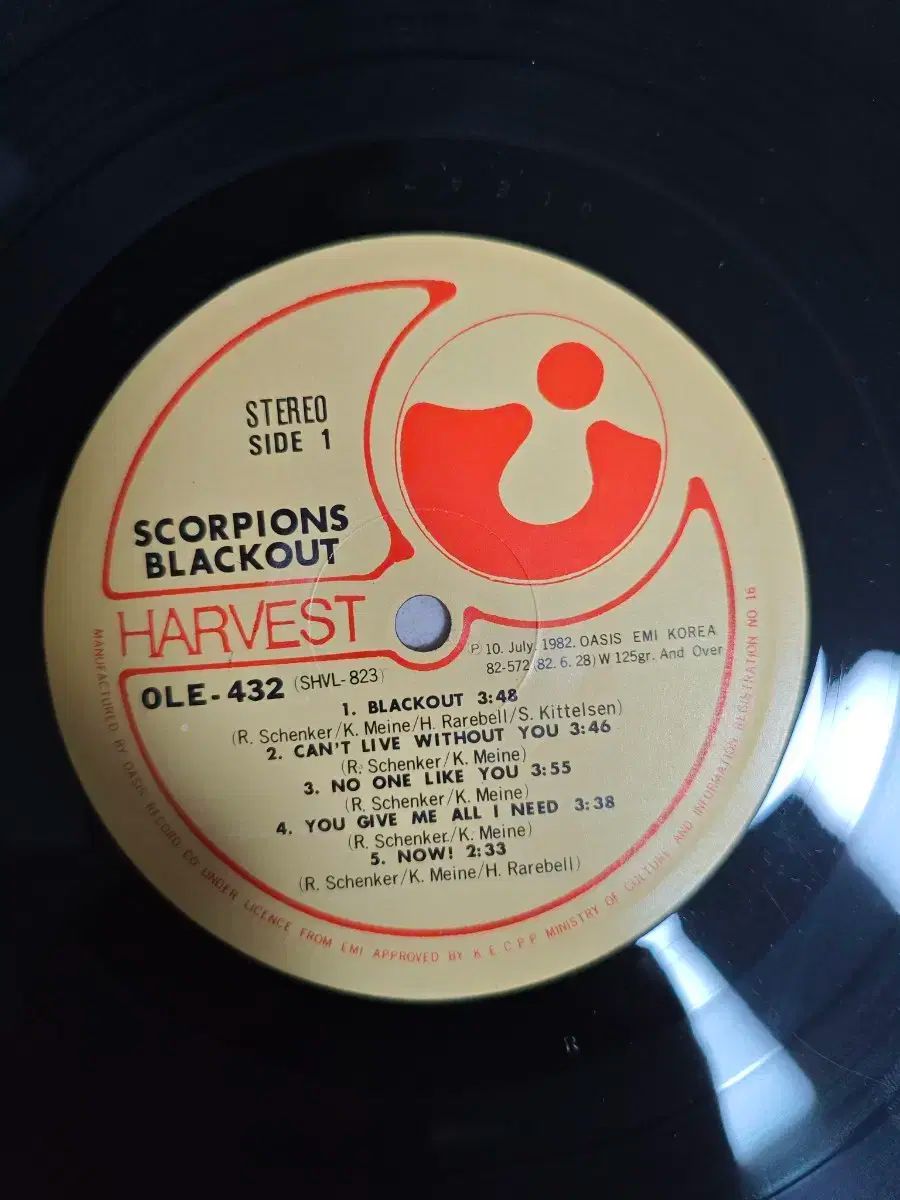 STEREO
SIDE 1
SCORPIONS
BLACKOUT
HARVEST
℗ 10. July. 1982. OASIS EMI KOREA
82-572 (82. 6. 28) W 125gr. And Over
OLE-432 (SHVL-823)
1. BLACKOUT 3:48
(R. Schenker/K. Meine/H. Rarebell/S. Kittelsen)
2. CAN'T LIVE WITHOUT YOU 3:46
(R. Schenker/K. Meine)
3. NO ONE LIKE YOU 3:55
(R. Schenker/K. Meine)
4. YOU GIVE ME ALL I NEED 3:38
(R. Schenker/K. Meine)
5. NOW! 2:33
(R. Schenker/K. Meine/H. Rarebell)
MANUFACTURED BY OASIS RECORD CO UNDER LICENCE FROM EMI APPROVED BY K E C P P MINISTRY OF CULTURE AND INFORMATION REGISTRATION NO 16
R